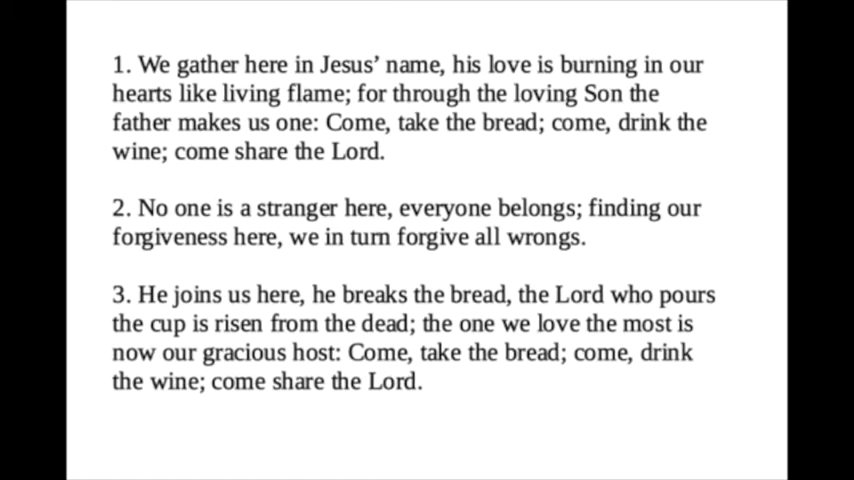 1. We gather here in Jesus’ name, his love is burning in our
hearts like living flame; for through the loving Son the
father makes us one: Come, take the bread; come, drink the
wine; come share the Lord.
2. No one is a stranger here, everyone belongs; finding our
forgiveness here, we in turn forgive all wrongs.
3. He joins us here, he breaks the bread, the Lord who pours
the cup is risen from the dead; the one we love the most is
now our gracious host: Come, take the bread; come, drink
the wine; come share the Lord.